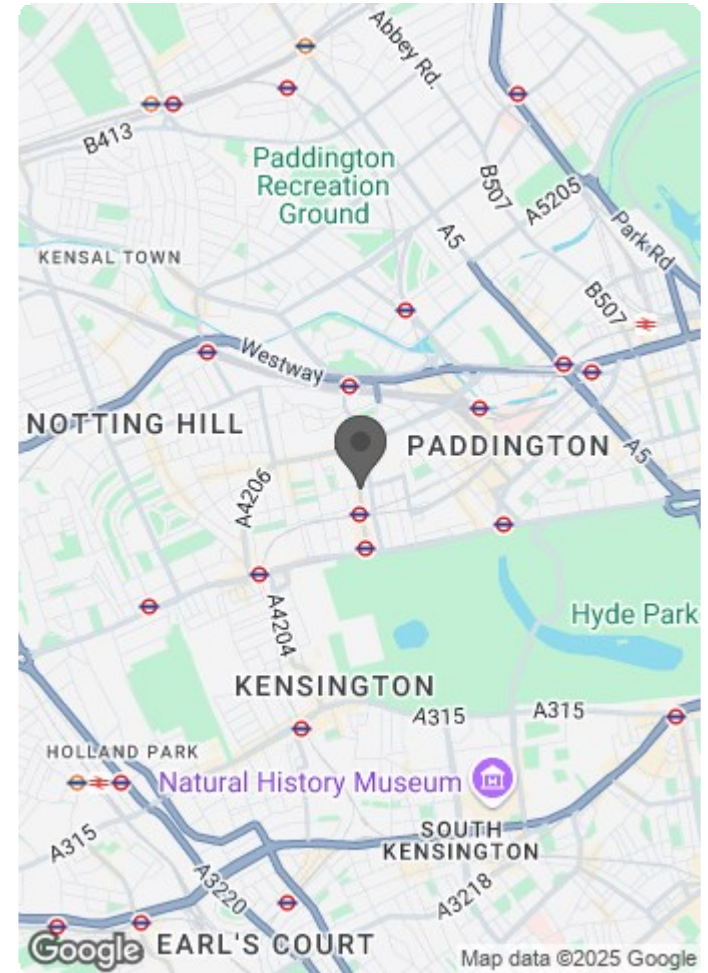 Abbey Rd.
B413
Paddington
Recreation
Ground
B507
A5205
A5
Park Rd
KENSAL TOWN
B507
Westway
NOTTING HILL
PADDINGTON
A5
A4206
Hyde Park
A4204
KENSINGTON
A315
A315
HOLLAND PARK
Natural History Museum
A315
SOUTH
KENSINGTON
A3220
A3218
EARL'S COURT
Google
Map data ©2025 Google